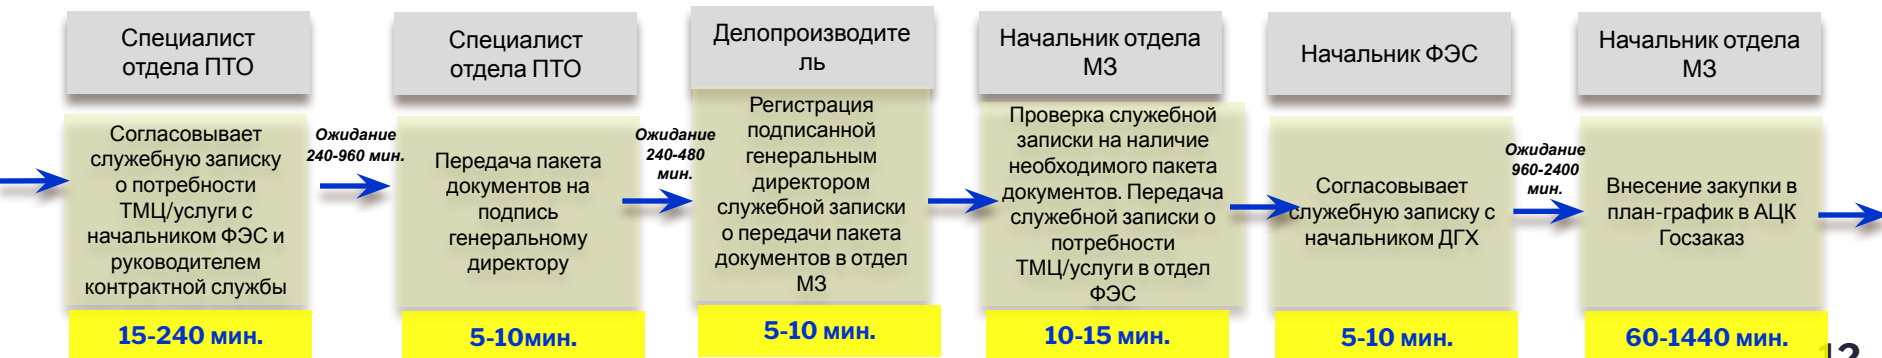 Специалист
отдела ПТО
Согласовывает
служебную записку
о потребности
ТМЦ/услуги с
начальником ФЭС и
руководителем
контрактной службы
15-240 мин.
Ожидание
240-960 мин.
Специалист
отдела ПТО
Передача пакета
документов на
подпись
генеральному
директору
5-10мин.
Ожидание
240-480
мин.
Делопроизводите
ль
Регистрация
подписанной
генеральным
директором
служебной записки
о передачи пакета
документов в отдел
МЗ
5-10 мин.
Начальник отдела
МЗ
Проверка служебной
записки на наличие
необходимого пакета
документов. Передача
служебной записки о
потребности
ТМЦ/услуги в отдел
ФЭС
10-15 мин.
Начальник ФЭС
Согласовывает
служебную записку с
начальником ДГХ
5-10 мин.
Ожидание
960-2400
мин.
Начальник отдела
МЗ
Внесение закупки в
план-график в АЦК
Госзаказ
60-1440 мин.
12